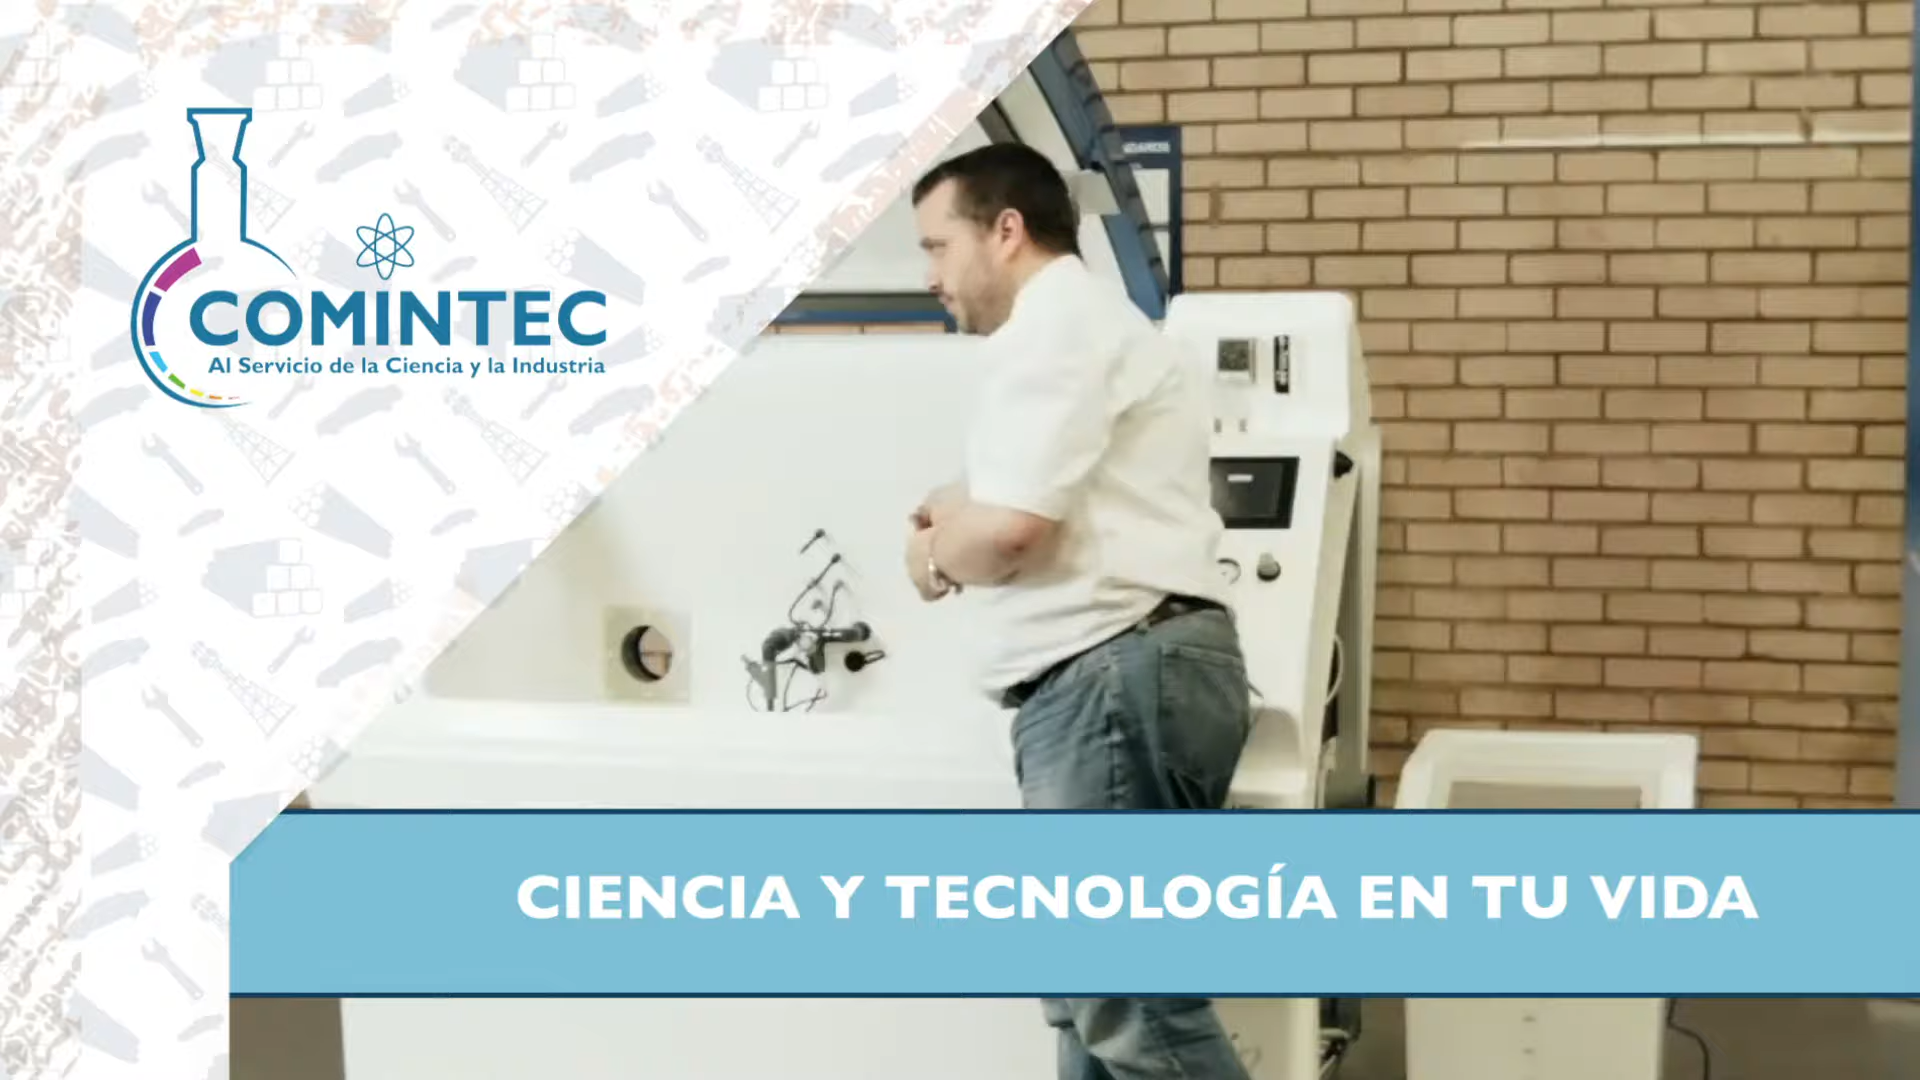 COMINTEC
Al Servicio de la Ciencia y la Industria
CIENCIA Y TECNOLOGÍA EN TU VIDA